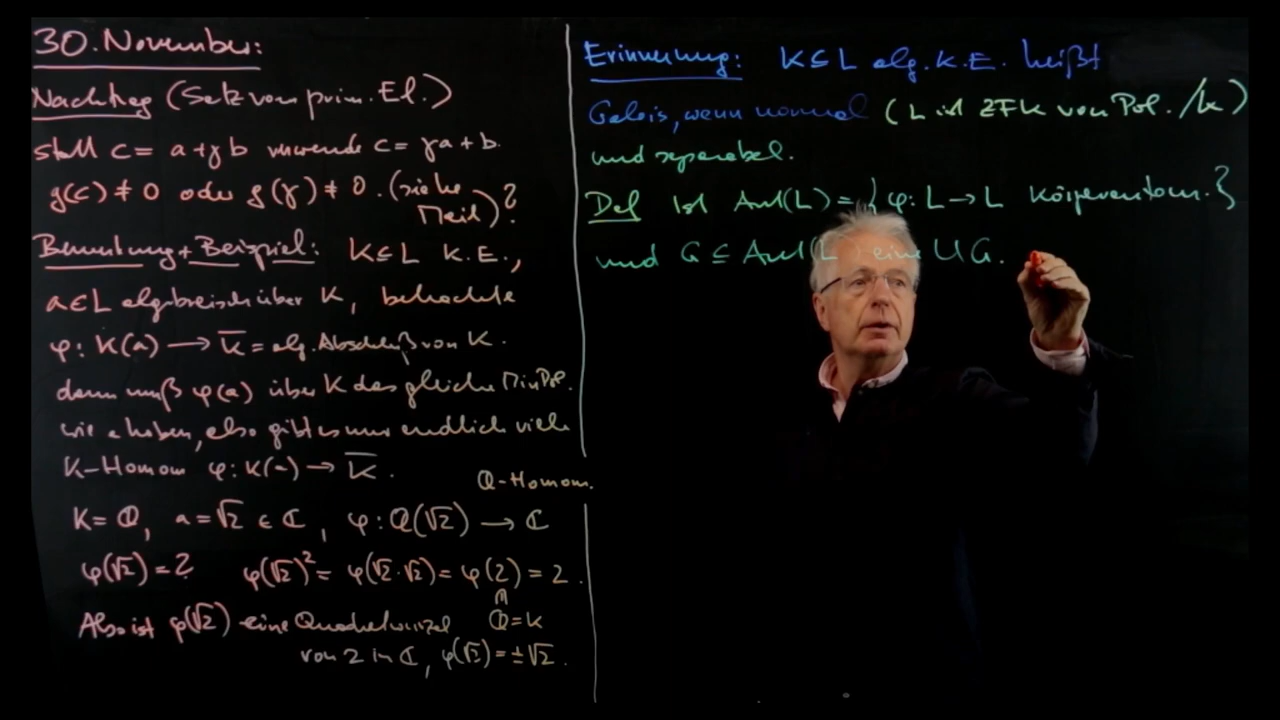 30. November:
Nachtrag (Satz vom prim. El.)
statt c = a + γ b verwende c = γ a + b.
g(c) ≠ 0 oder g(γ) ≠ 0. (siehe Mail)?
Bemerkung + Beispiel: K ⊆ L K.E.,
a ∈ L algebraisch über K, betrachte
φ: K(a) → K̅ = alg. Abschluß von K.
dann muß φ(a) über K das gleiche MinPol.
wie a haben, also gibt es nur endlich viele
K-Homom φ: K(a) → K̅.
Q-Homom.
K = ℚ, a = √2 ∈ ℂ, φ: ℚ(√2) → ℂ
φ(√2) = ? φ(√2)² = φ(√2·√2) = φ(2) = 2.
Also ist φ(√2) eine Quadratwurzel ℚ = K
von 2 in ℂ, φ(√2) = ±√2.
Erinnerung: K ⊆ L alg. K.E. heißt
Galois, wenn normal (L ist ZFK von Pol. /K)
und separabel.
Def Ist Aut(L) = { φ: L → L Körperautom. }
und G ⊆ Aut(L) eine UG.